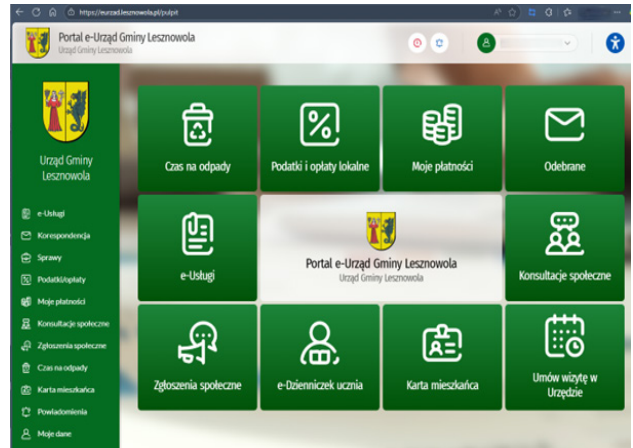 https://eurzad.lesznowola.pl/pulpit
Portal e-Urząd Gminy Lesznowola
Urząd Gminy Lesznowola
Urząd Gminy
Lesznowola
e-Usługi
Korespondencja
Sprawy
Podatki/opłaty
Moje płatności
Konsultacje społeczne
Zgłoszenia społeczne
Czas na odpady
Karta mieszkańca
Powiadomienia
Moje dane
Czas na odpady
Podatki i opłaty lokalne
Moje płatności
Odebrane
e-Usługi
Portal e-Urząd Gminy Lesznowola
Urząd Gminy Lesznowola
Konsultacje społeczne
Zgłoszenia społeczne
e-Dzienniczek ucznia
Karta mieszkańca
Umów wizytę w
Urzędzie